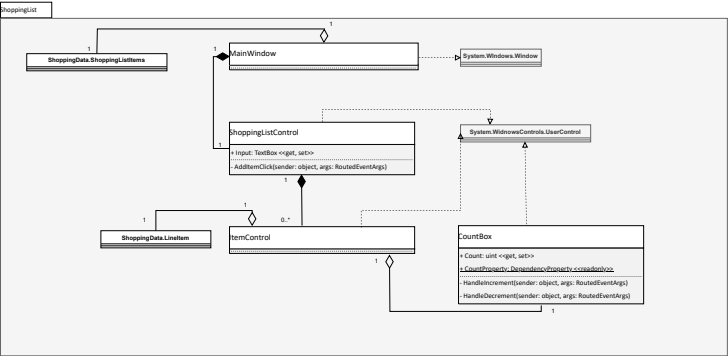 ShoppingList
1
1
ShoppingData.ShoppingListItems
1
MainWindow
System.Windows.Window
1
ShoppingListControl
+ Input: TextBox <<get, set>>
- AddItemClick(sender: object, args: RoutedEventArgs)
System.WidnowsControls.UserControl
1
0..*
1
1
ShoppingData.LineItem
ItemControl
CountBox
+ Count: uint <<get, set>>
+ CountProperty: DependencyProperty <<readonly>>
- HandleIncrement(sender: object, args: RoutedEventArgs)
- HandleDecrement(sender: object, args: RoutedEventArgs)
1
1